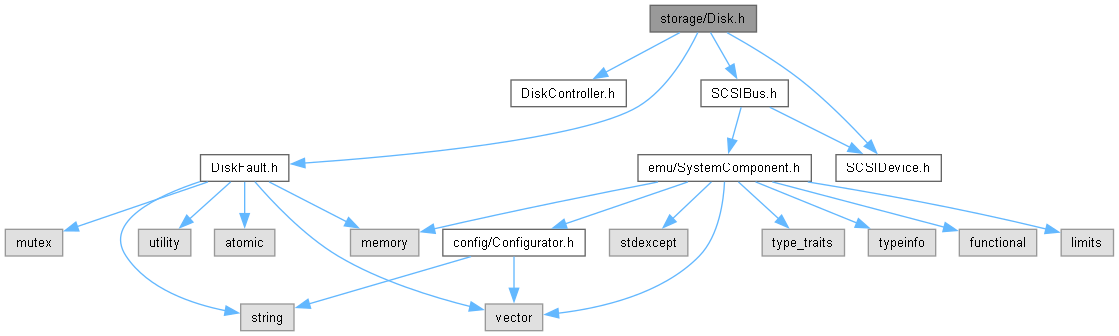 storage/Disk.h
DiskController.h
SCSIBus.h
DiskFault.h
emu/SystemComponent.h
SCSIDevice.h
mutex
utility
atomic
memory
config/Configurator.h
stdexcept
type_traits
typeinfo
functional
limits
string
vector